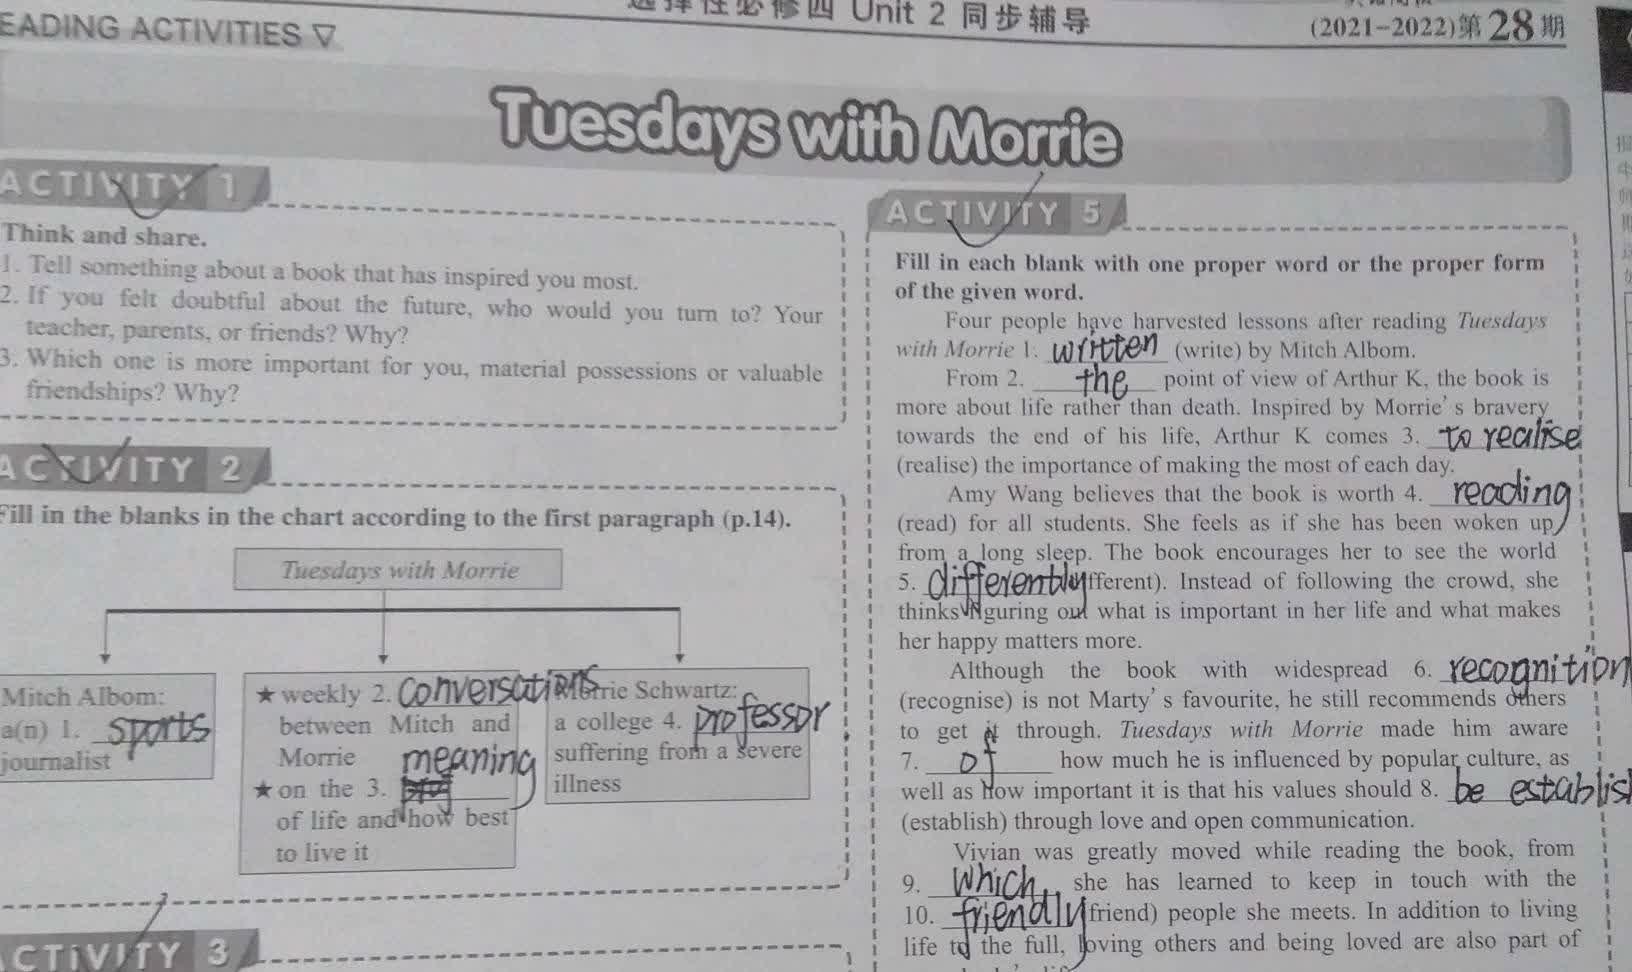 EADING ACTIVITIES ▽
选择性必修四 Unit 2 同步辅导
(2021-2022)第28期
Tuesdays with Morrie
ACTIVITY 1
Think and share.
1. Tell something about a book that has inspired you most.
2. If you felt doubtful about the future, who would you turn to? Your
teacher, parents, or friends? Why?
3. Which one is more important for you, material possessions or valuable
friendships? Why?
ACTIVITY 2
Fill in the blanks in the chart according to the first paragraph (p.14).
Tuesdays with Morrie
Mitch Albom:
a(n) 1. sports
journalist
★ weekly 2. conversations
between Mitch and
Morrie meaning
★ on the 3.
of life and how best
to live it
Morrie Schwartz:
a college 4. professor
suffering from a severe
illness
ACTIVITY 3
ACTIVITY 5
Fill in each blank with one proper word or the proper form
of the given word.
Four people have harvested lessons after reading Tuesdays
with Morrie 1. written (write) by Mitch Albom.
From 2. the point of view of Arthur K, the book is
more about life rather than death. Inspired by Morrie's bravery
towards the end of his life, Arthur K comes 3. to realise
(realise) the importance of making the most of each day.
Amy Wang believes that the book is worth 4. reading
(read) for all students. She feels as if she has been woken up
from a long sleep. The book encourages her to see the world
5. differently fferent). Instead of following the crowd, she
thinks guring out what is important in her life and what makes
her happy matters more.
Although the book with widespread 6. recognition
(recognise) is not Marty's favourite, he still recommends others
to get it through. Tuesdays with Morrie made him aware
7. of how much he is influenced by popular culture, as
well as how important it is that his values should 8. be establis
(establish) through love and open communication.
Vivian was greatly moved while reading the book, from
9. which she has learned to keep in touch with the
10. friendly friend) people she meets. In addition to living
life to the full, loving others and being loved are also part of